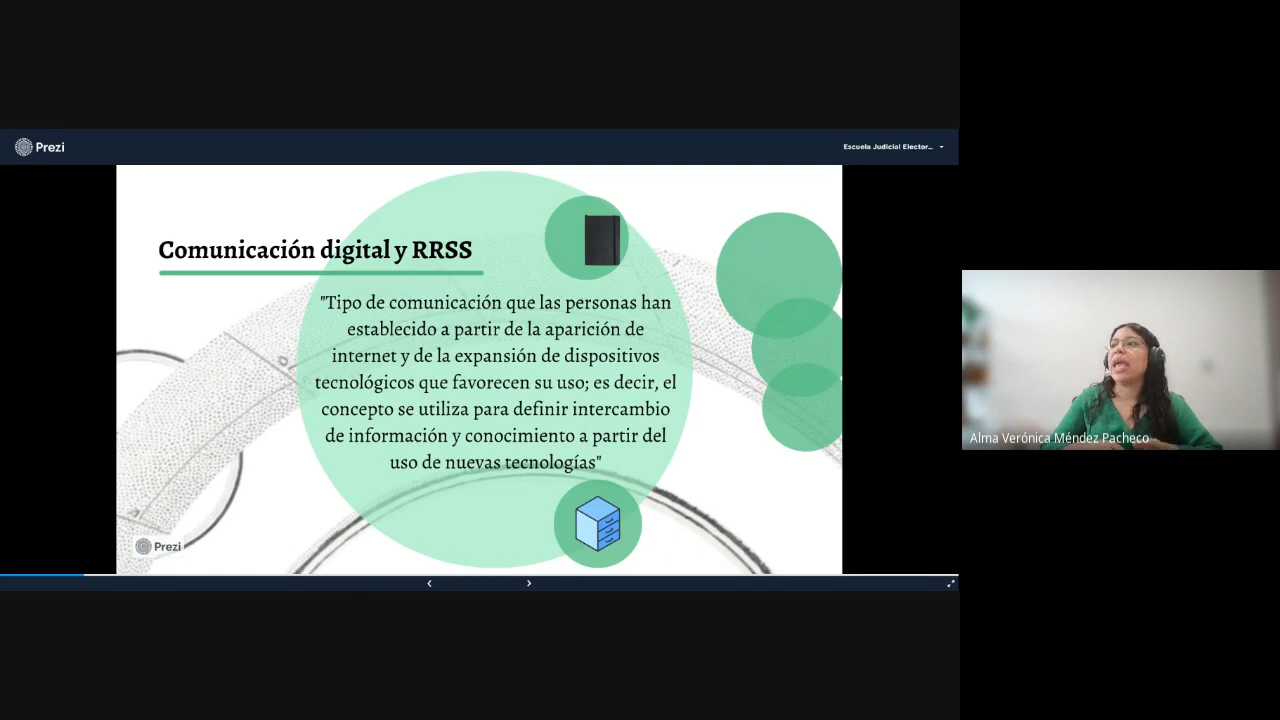 Prezi
Escuela Judicial Elector...
Comunicación digital y RRSS
"Tipo de comunicación que las personas han
establecido a partir de la aparición de
internet y de la expansión de dispositivos
tecnológicos que favorecen su uso; es decir, el
concepto se utiliza para definir intercambio
de información y conocimiento a partir del
uso de nuevas tecnologías"
Prezi
Alma Verónica Méndez Pacheco